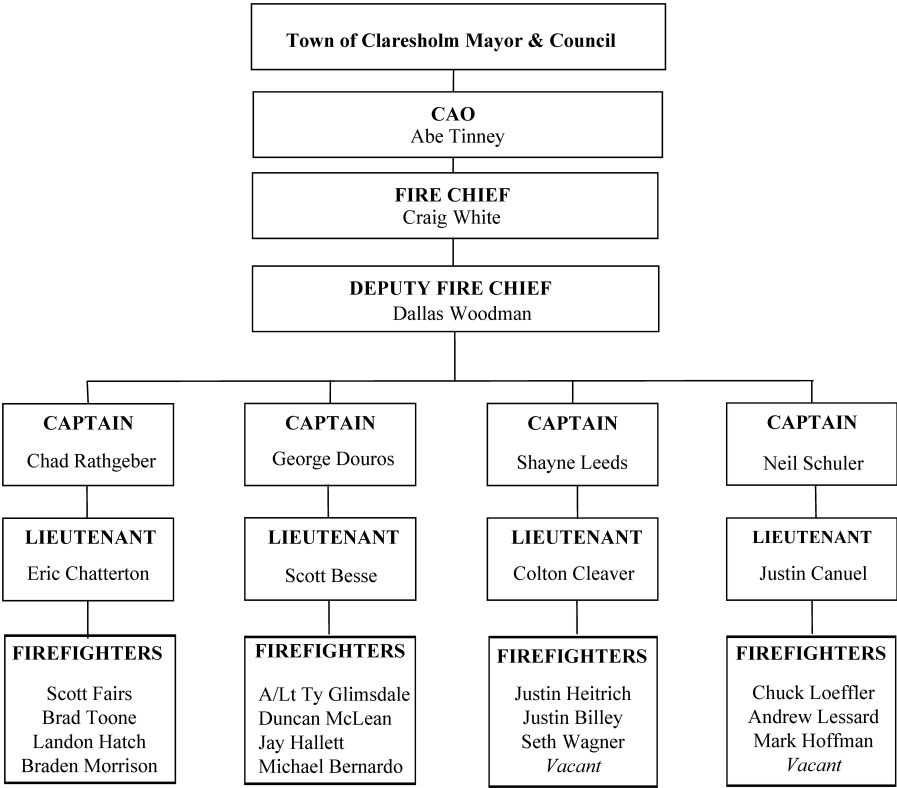 Town of Claresholm Mayor & Council
CAO
Abe Tinney
FIRE CHIEF
Craig White
DEPUTY FIRE CHIEF
Dallas Woodman
CAPTAIN
Chad Rathgeber
CAPTAIN
George Douros
CAPTAIN
Shayne Leeds
CAPTAIN
Neil Schuler
LIEUTENANT
Eric Chatterton
LIEUTENANT
Scott Besse
LIEUTENANT
Colton Cleaver
LIEUTENANT
Justin Canuel
FIREFIGHTERS
Scott Fairs
Brad Toone
Landon Hatch
Braden Morrison
FIREFIGHTERS
A/Lt Ty Glimsdale
Duncan McLean
Jay Hallett
Michael Bernardo
FIREFIGHTERS
Justin Heitrich
Justin Billey
Seth Wagner
Vacant
FIREFIGHTERS
Chuck Loeffler
Andrew Lessard
Mark Hoffman
Vacant